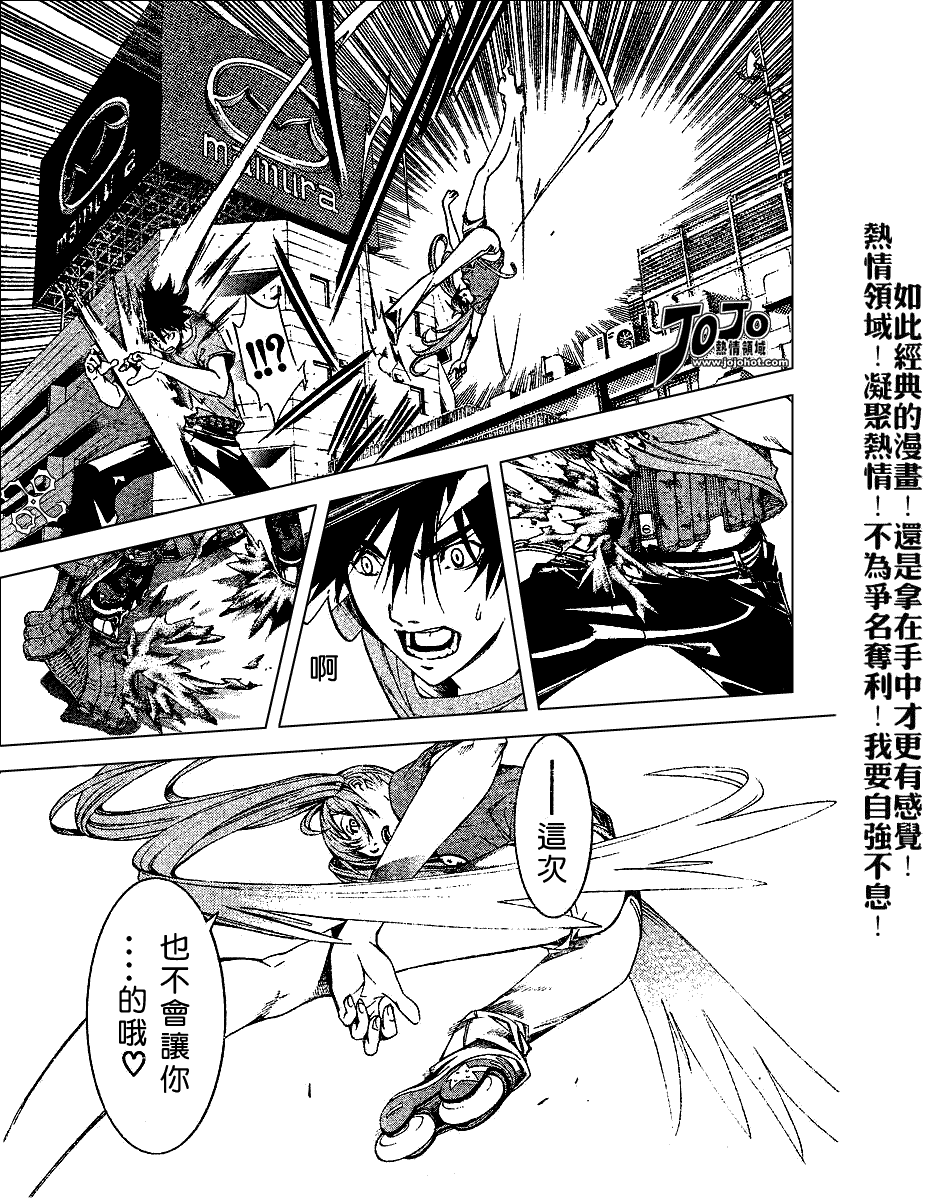 mamura
mamura
!!!?
JOJO
熱情領域
www.jojohot.com
啊
──這次
也不會讓你
‥‥的哦♡
如此經典的漫畫！還是拿在手中才更有感覺！
熱情領域！凝聚熱情！不為爭名奪利！我要自強不息！